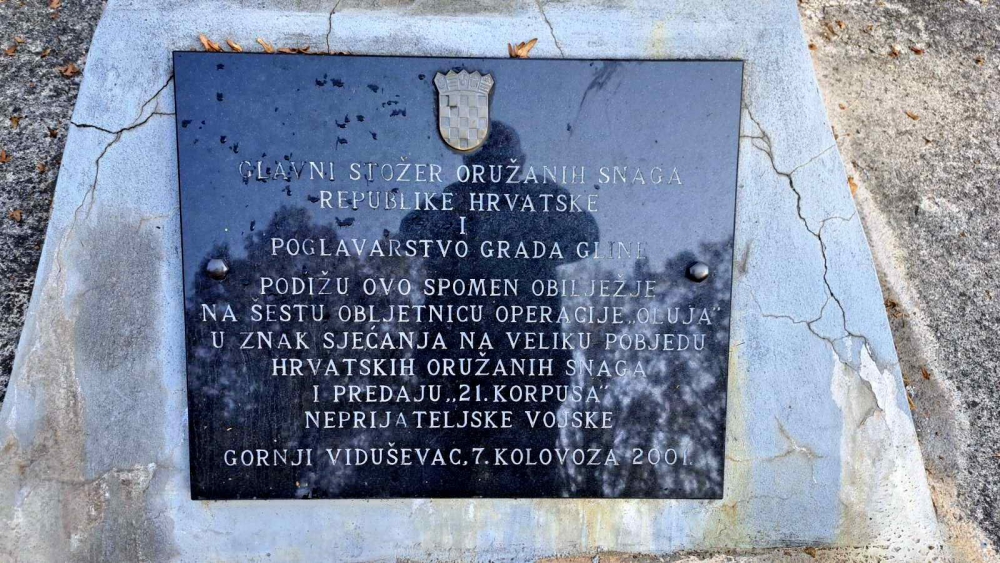 GLAVNI STOŽER ORUŽANIH SNAGA
REPUBLIKE HRVATSKE
I
POGLAVARSTVO GRADA GLINE
PODIŽU OVO SPOMEN OBILJEŽJE
NA ŠESTU OBLJETNICU OPERACIJE „OLUJA“
U ZNAK SJEĆANJA NA VELIKU POBJEDU
HRVATSKIH ORUŽANIH SNAGA
I PREDAJU „21. KORPUSA“
NEPRIJATELJSKE VOJSKE
GORNJI VIDUŠEVAC, 7. KOLOVOZA 2001.